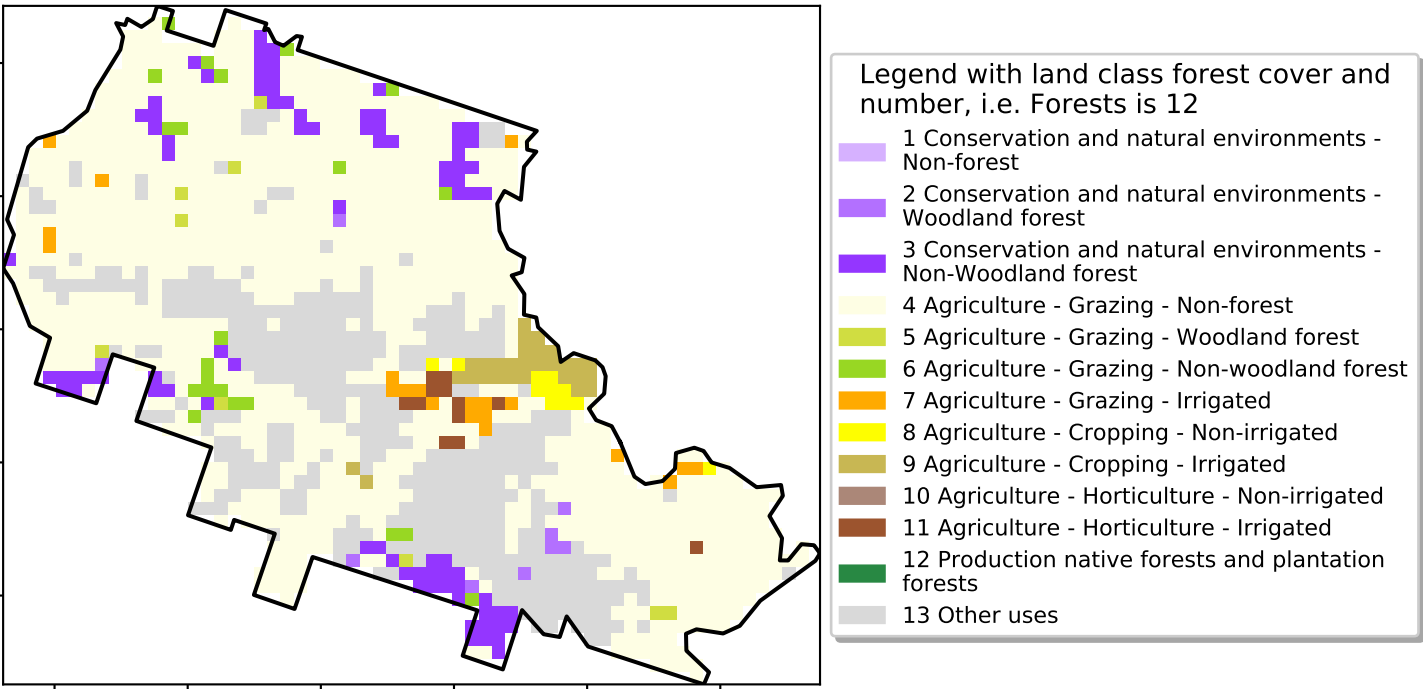 Legend with land class forest cover and
number, i.e. Forests is 12
1 Conservation and natural environments -
Non-forest
2 Conservation and natural environments -
Woodland forest
3 Conservation and natural environments -
Non-Woodland forest
4 Agriculture - Grazing - Non-forest
5 Agriculture - Grazing - Woodland forest
6 Agriculture - Grazing - Non-woodland forest
7 Agriculture - Grazing - Irrigated
8 Agriculture - Cropping - Non-irrigated
9 Agriculture - Cropping - Irrigated
10 Agriculture - Horticulture - Non-irrigated
11 Agriculture - Horticulture - Irrigated
12 Production native forests and plantation
forests
13 Other uses